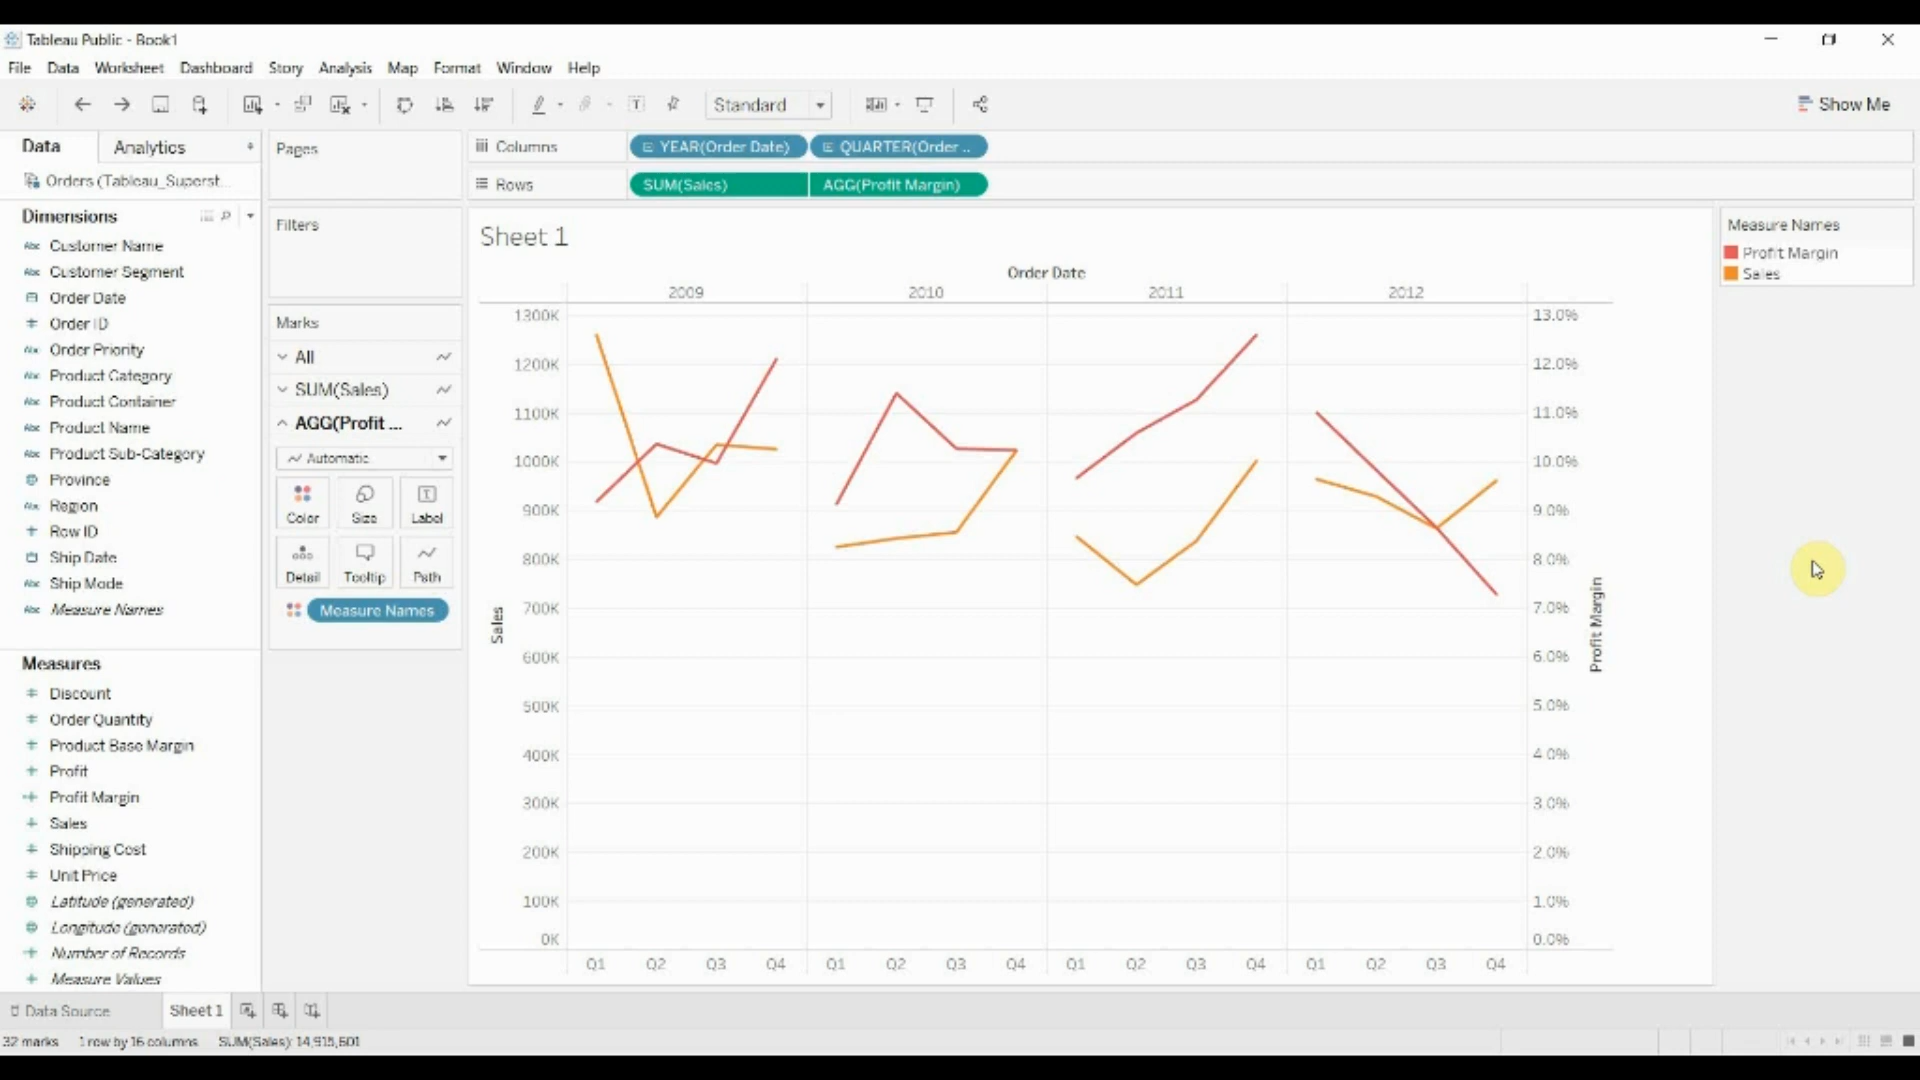 Tableau Public - Book1
File Data Worksheet Dashboard Story Analysis Map Format Window Help
Standard
Show Me
Data Analytics
Pages
Columns YEAR(Order Date) QUARTER(Order ..
Orders (Tableau_Superst...
Rows SUM(Sales) AGG(Profit Margin)
Dimensions
Abc Customer Name
Abc Customer Segment
Order Date
Order ID
Abc Order Priority
Abc Product Category
Abc Product Container
Abc Product Name
Abc Product Sub-Category
Province
Abc Region
Row ID
Ship Date
Abc Ship Mode
Abc Measure Names
Measures
Discount
Order Quantity
Product Base Margin
Profit
Profit Margin
Sales
Shipping Cost
Unit Price
Latitude (generated)
Longitude (generated)
Number of Records
Measure Values
Filters
Marks
All
SUM(Sales)
AGG(Profit ...
Automatic
Color Size Label
Detail Tooltip Path
Measure Names
Sheet 1
Order Date
2009 2010 2011 2012
1300K
1200K
1100K
1000K
900K
800K
700K
600K
500K
400K
300K
200K
100K
0K
Sales
13.0%
12.0%
11.0%
10.0%
9.0%
8.0%
7.0%
6.0%
5.0%
4.0%
3.0%
2.0%
1.0%
0.0%
Profit Margin
Q1 Q2 Q3 Q4 Q1 Q2 Q3 Q4 Q1 Q2 Q3 Q4 Q1 Q2 Q3 Q4
Measure Names
Profit Margin
Sales
Data Source Sheet 1
32 marks 1 row by 16 columns SUM(Sales): 14,915,601